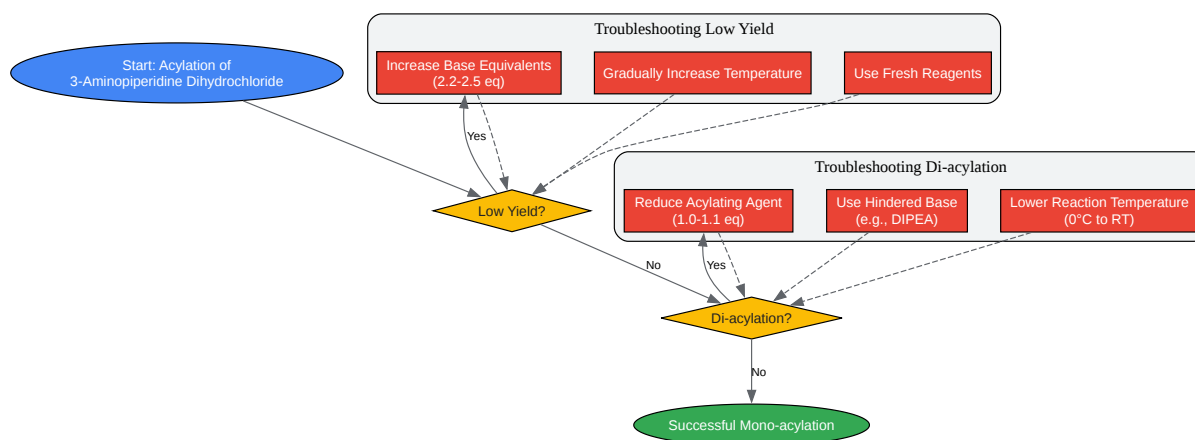 Troubleshooting Low Yield
Start: Acylation of
3-Aminopiperidine Dihydrochloride
Increase Base Equivalents
(2.2-2.5 eq)
Gradually Increase Temperature
Use Fresh Reagents
Yes
Troubleshooting Di-acylation
Low Yield?
Reduce Acylating Agent
(1.0-1.1 eq)
Use Hindered Base
(e.g., DIPEA)
Lower Reaction Temperature
(0°C to RT)
No
Yes
Di-acylation?
No
Successful Mono-acylation